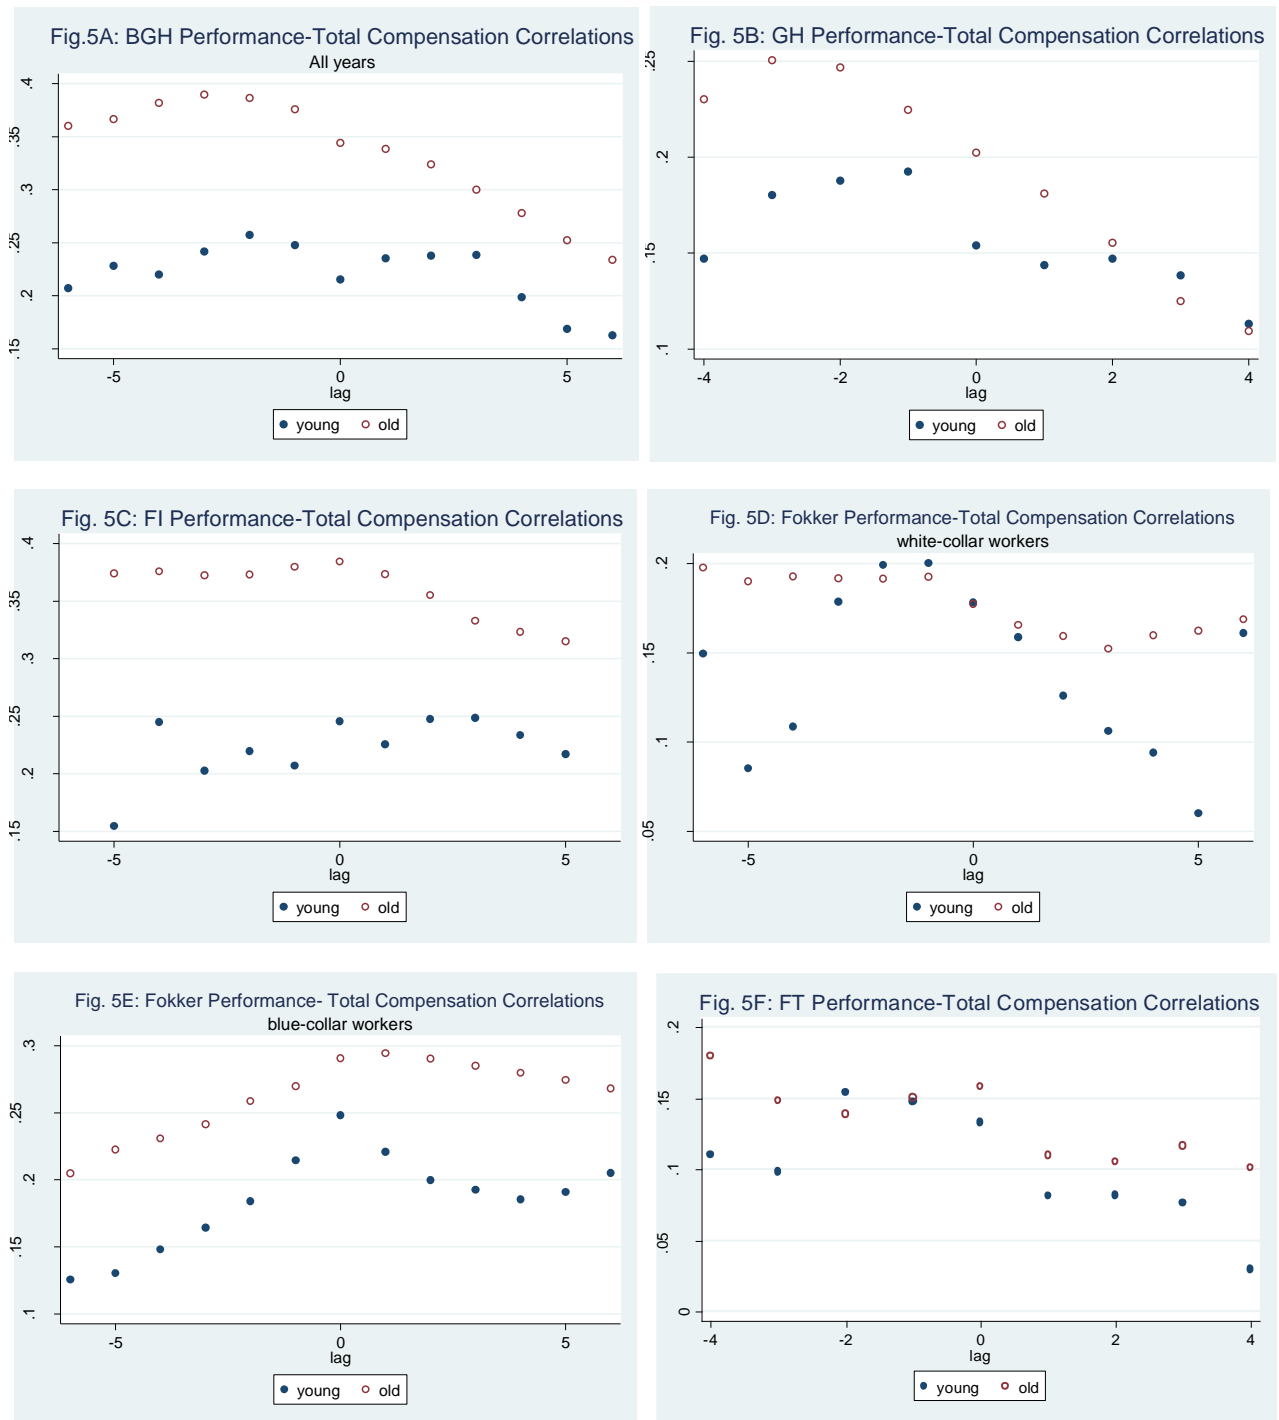 Fig.5A: BGH Performance-Total Compensation Correlations
All years
.4
.35
.3
.25
.2
.15
-5 0 5
lag
young old
Fig. 5B: GH Performance-Total Compensation Correlations
.25
.2
.15
.1
-4 -2 0 2 4
lag
young old
Fig. 5C: FI Performance-Total Compensation Correlations
.4
.35
.3
.25
.2
.15
-5 0 5
lag
young old
Fig. 5D: Fokker Performance-Total Compensation Correlations
white-collar workers
.2
.15
.1
.05
-5 0 5
lag
young old
Fig. 5E: Fokker Performance- Total Compensation Correlations
blue-collar workers
.3
.25
.2
.15
.1
-5 0 5
lag
young old
Fig. 5F: FT Performance-Total Compensation Correlations
.2
.15
.1
.05
0
-4 -2 0 2 4
lag
young old